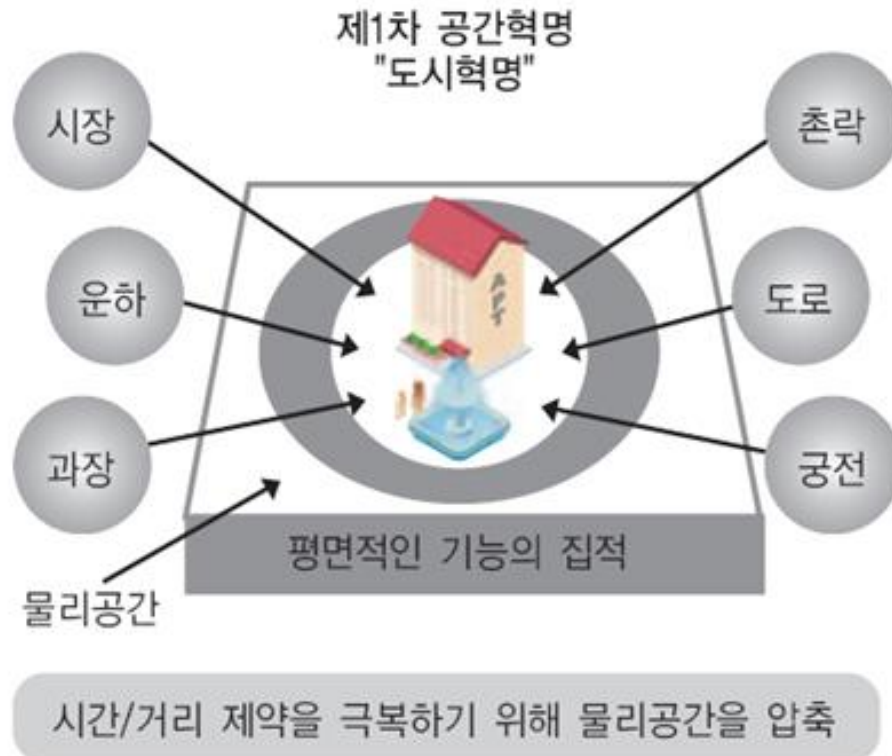 제1차 공간혁명
"도시혁명"
시장
촌락
운하
도로
과장
궁전
APT
평면적인 기능의 집적
물리공간
시간/거리 제약을 극복하기 위해 물리공간을 압축